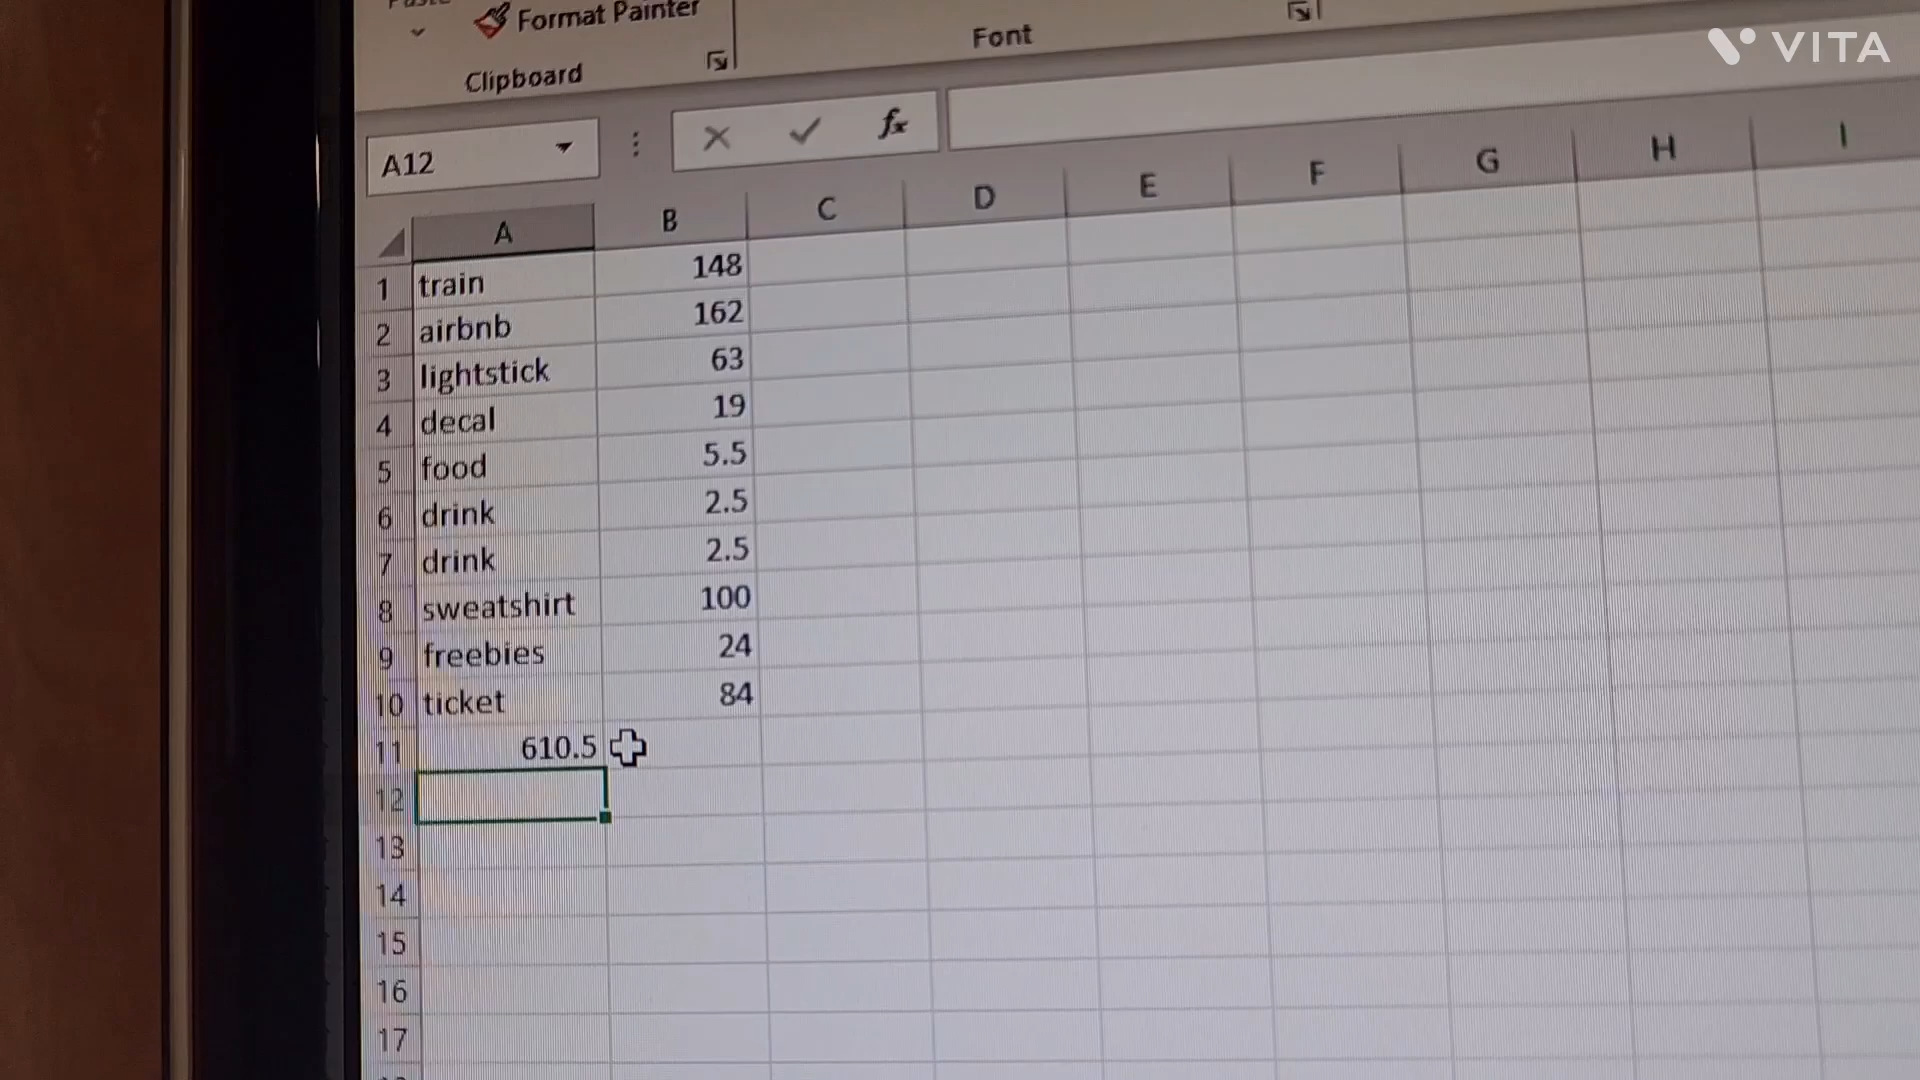 Format Painter
Clipboard
Font
VITA
A12
fx
A B C D E F G H I
1 train 148
2 airbnb 162
3 lightstick 63
4 decal 19
5 food 5.5
6 drink 2.5
7 drink 2.5
8 sweatshirt 100
9 freebies 24
10 ticket 84
11 610.5
12
13
14
15
16
17